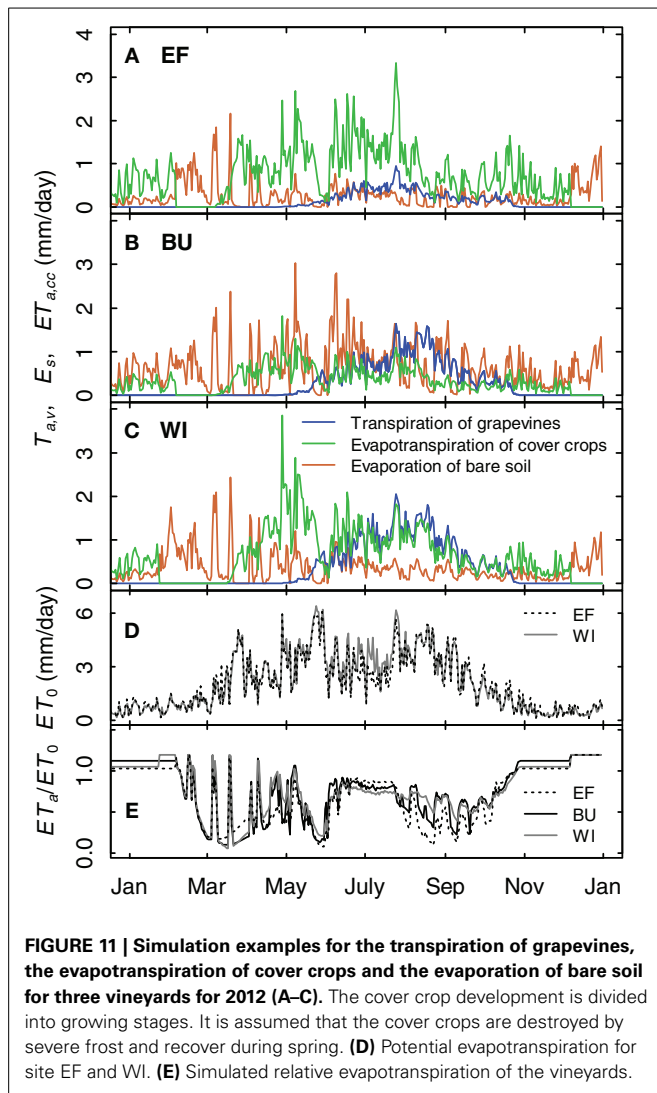 A EF
4
3
2
1
0
B BU
3
2
1
0
C WI
Transpiration of grapevines
Evapotranspiration of cover crops
Evaporation of bare soil
3
2
1
0
T_{a,v}, E_s, ET_{a,cc} (mm/day)
D
EF
WI
6
3
0
ET_0 (mm/day)
E
EF
BU
WI
1.0
0.0
ET_a/ET_0
Jan Mar May July Sep Nov Jan
FIGURE 11 | Simulation examples for the transpiration of grapevines,
the evapotranspiration of cover crops and the evaporation of bare soil
for three vineyards for 2012 (A–C). The cover crop development is divided
into growing stages. It is assumed that the cover crops are destroyed by
severe frost and recover during spring. (D) Potential evapotranspiration for
site EF and WI. (E) Simulated relative evapotranspiration of the vineyards.